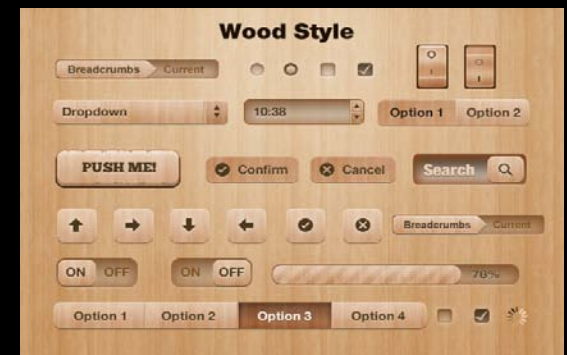 Wood Style
Breadcrumbs Current
Dropdown 10:38 Option 1 Option 2
PUSH ME! Confirm Cancel Search
Breadcrumbs Current
ON OFF ON OFF 78%
Option 1 Option 2 Option 3 Option 4